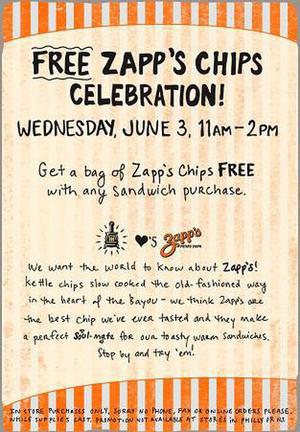 FREE ZAPP'S CHIPS
CELEBRATION!
WEDNESDAY, JUNE 3, 11AM-2PM
Get a bag of Zapp's Chips FREE
with any sandwich purchase.
♥'S Zapp's
We want the world to know about Zapp's!
Kettle chips slow cooked the old-fashioned way
in the heart of the Bayou - we think Zapp's are
the best chip we've ever tasted and they make
a perfect soul-mate for our toasty warm sandwiches.
Stop by and try 'em.
IN STORE PURCHASES ONLY, SORRY NO PHONE, FAX OR ONLINE ORDERS PLEASE.
WHILE SUPPLIES LAST. PROMOTION NOT AVAILABLE AT STORES IN PHILLY OR NJ